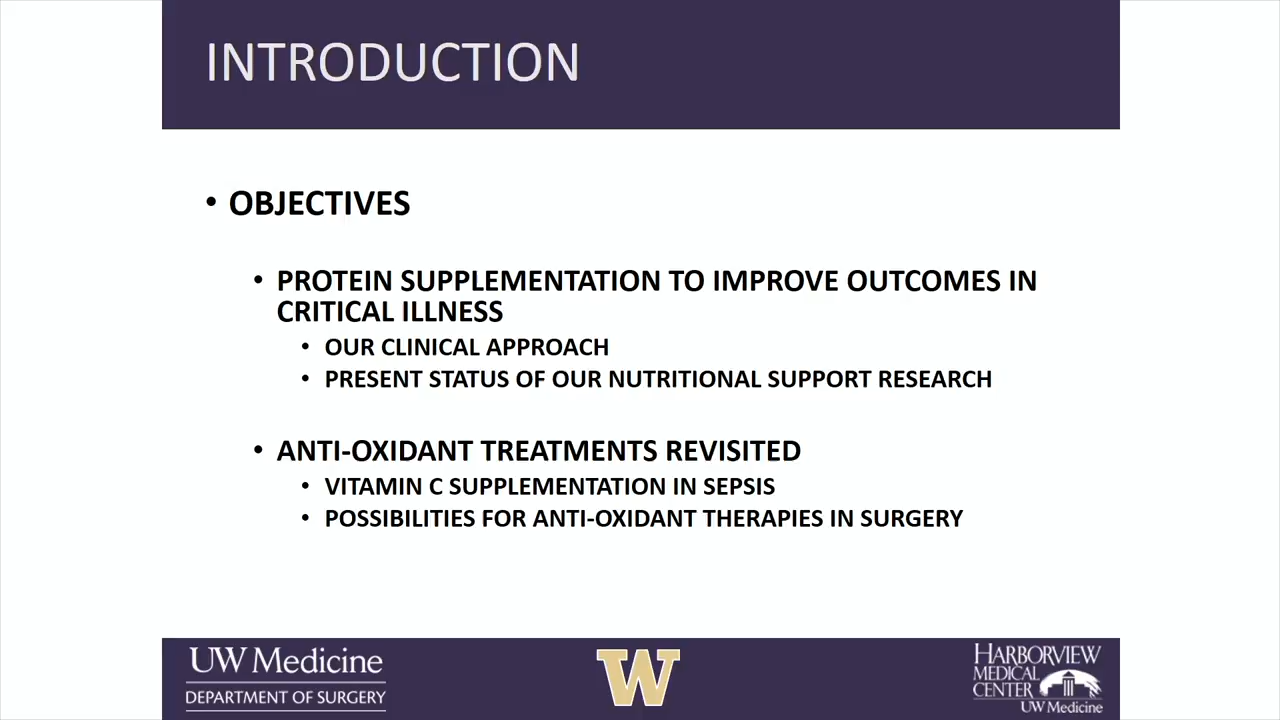 INTRODUCTION
• OBJECTIVES
• PROTEIN SUPPLEMENTATION TO IMPROVE OUTCOMES IN
CRITICAL ILLNESS
• OUR CLINICAL APPROACH
• PRESENT STATUS OF OUR NUTRITIONAL SUPPORT RESEARCH
• ANTI-OXIDANT TREATMENTS REVISITED
• VITAMIN C SUPPLEMENTATION IN SEPSIS
• POSSIBILITIES FOR ANTI-OXIDANT THERAPIES IN SURGERY
UW Medicine
DEPARTMENT OF SURGERY
W
HARBORVIEW
MEDICAL
CENTER
UW Medicine